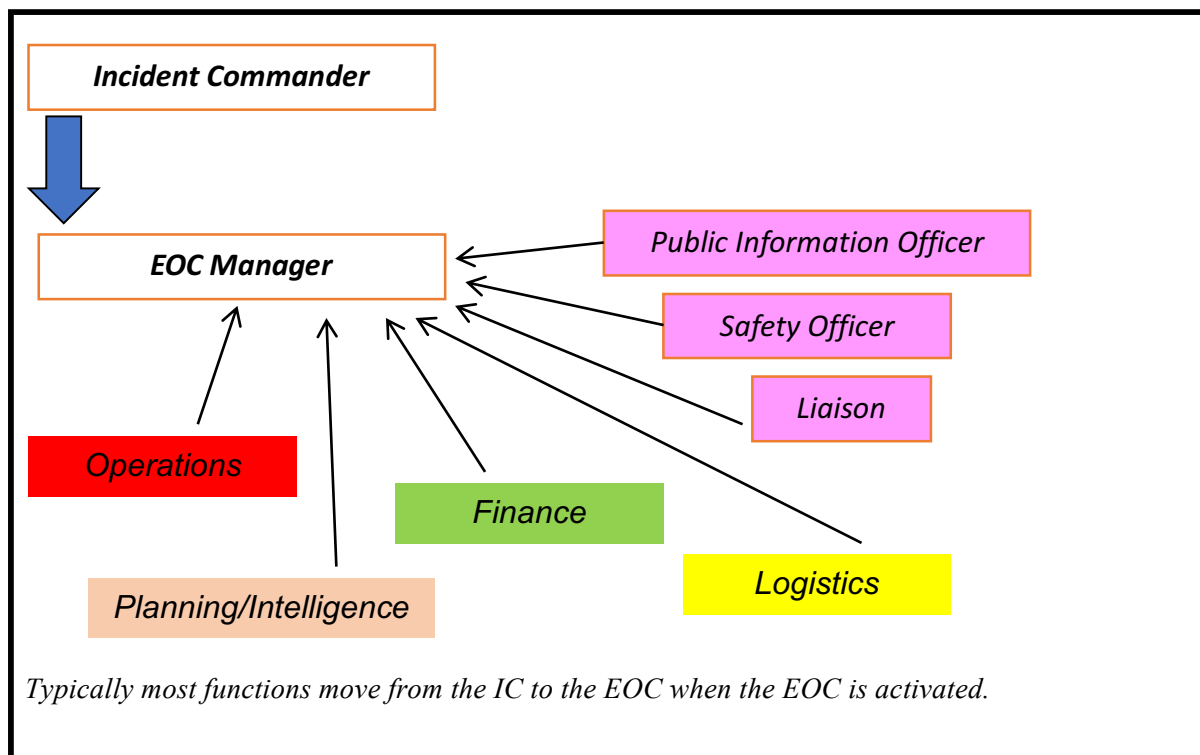 Incident Commander
EOC Manager
Public Information Officer
Safety Officer
Liaison
Operations
Finance
Planning/Intelligence
Logistics
Typically most functions move from the IC to the EOC when the EOC is activated.